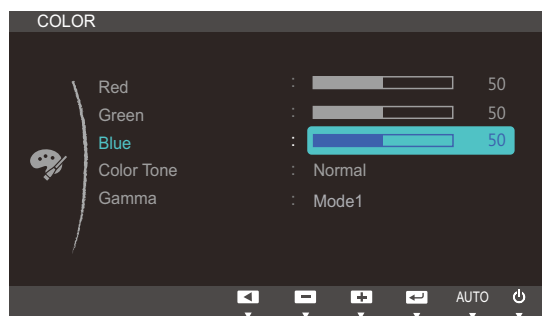 COLOR
Red : 50
Green : 50
Blue : 50
Color Tone : Normal
Gamma : Mode1
AUTO